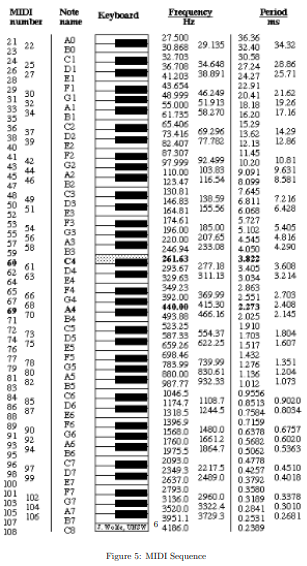 MIDI number Note name Keyboard Frequency Hz Period ms
21 A0 27.500 36.36
22 29.135 34.32
23 B0 30.868 32.40
24 C1 32.703 30.58
25 34.648 28.86
26 D1 36.708 27.24
27 38.891 25.71
28 E1 41.203 24.27
29 F1 43.654 22.91
30 46.249 21.62
31 G1 48.999 20.41
32 51.913 19.26
33 A1 55.000 18.18
34 58.270 17.16
35 B1 61.735 16.20
36 C2 65.406 15.29
37 69.296 14.29
38 D2 73.416 13.62
39 77.782 12.86
40 E2 82.407 12.13
41 F2 87.307 11.45
42 92.499 10.81
43 G2 97.999 10.20
44 103.83 9.631
45 A2 110.00 9.091
46 116.54 8.581
47 B2 123.47 8.099
48 C3 130.81 7.645
49 138.59 7.216
50 D3 146.83 6.811
51 155.56 6.428
52 E3 164.81 6.068
53 F3 174.61 5.727
54 185.00 5.405
55 G3 196.00 5.102
56 207.65 4.816
57 A3 220.00 4.545
58 233.08 4.290
59 B3 246.94 4.050
60 C4 261.63 3.822
61 277.18 3.608
62 D4 293.67 3.405
63 311.13 3.214
64 E4 329.63 3.034
65 F4 349.23 2.863
66 369.99 2.703
67 G4 392.00 2.551
68 415.30 2.408
69 A4 440.00 2.273
70 466.16 2.145
71 B4 493.88 2.025
72 C5 523.25 1.910
73 554.37 1.804
74 D5 587.33 1.703
75 622.25 1.607
76 E5 659.26 1.517
77 F5 698.46 1.432
78 739.99 1.351
79 G5 783.99 1.276
80 830.61 1.204
81 A5 880.00 1.136
82 932.33 1.073
83 B5 987.77 1.012
84 C6 1046.5 0.9556
85 1108.7 0.9020
86 D6 1174.7 0.8513
87 1244.5 0.8034
88 E6 1318.5 0.7584
89 F6 1396.9 0.7159
90 1480.0 0.6757
91 G6 1568.0 0.6378
92 1661.2 0.6020
93 A6 1760.0 0.5682
94 1864.7 0.5363
95 B6 1975.5 0.5062
96 C7 2093.0 0.4778
97 2217.5 0.4510
98 D7 2349.3 0.4257
99 2489.0 0.4018
100 E7 2637.0 0.3792
101 F7 2793.0 0.3580
102 2960.0 0.3378
103 G7 3136.0 0.3189
104 3322.4 0.3010
105 A7 3520.0 0.2841
106 3729.3 0.2681
107 B7 3951.1 0.2531
108 C8 4186.0 0.2389
J. Wolfe, UNSW
6
Figure 5: MIDI Sequence